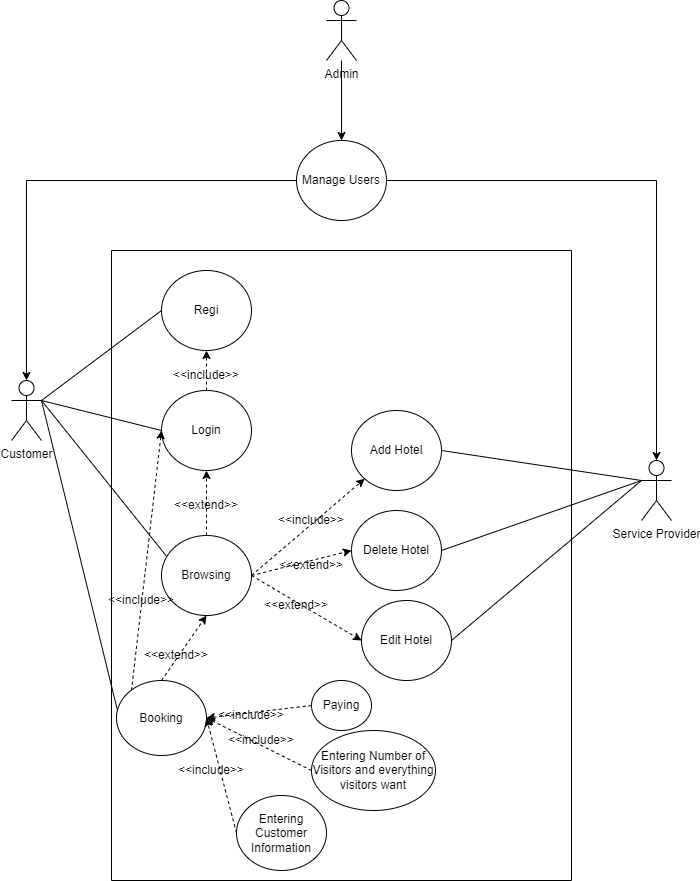 Admin
Manage Users
Regi
<<include>>
Customer
Login
Add Hotel
<<extend>>
<<include>>
Service Provider
Delete Hotel
<<extend>>
Browsing
<<include>>
<<extend>>
Edit Hotel
<<extend>>
Paying
<<include>>
Booking
<<include>>
Entering Number of
Visitors and everything
visitors want
<<include>>
Entering
Customer
Information